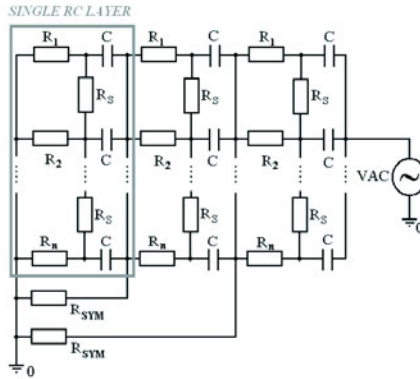 SINGLE RC LAYER
R1 C R1 C R1 C
RS RS RS
R2 C R2 C R2 C
VAC
0
RS RS RS
Rn C Rn C Rn C
RSYM
RSYM
0